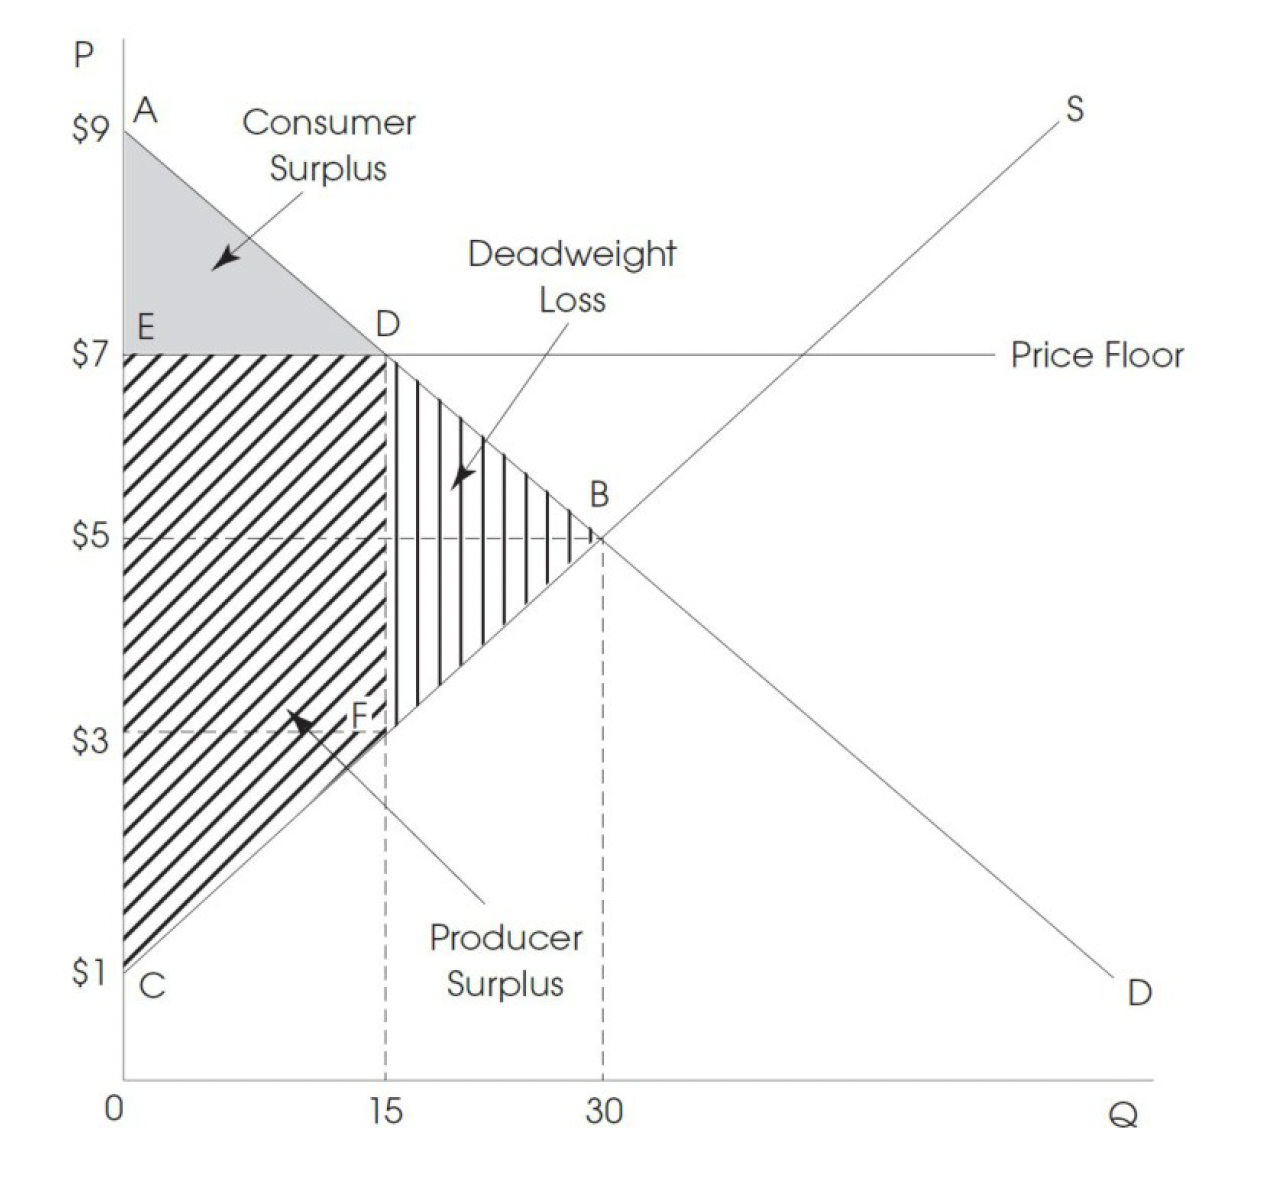 P
$9
A
Consumer
Surplus
S
Deadweight
Loss
E
D
$7
Price Floor
B
$5
F
$3
Producer
Surplus
$1
C
D
0
15
30
Q